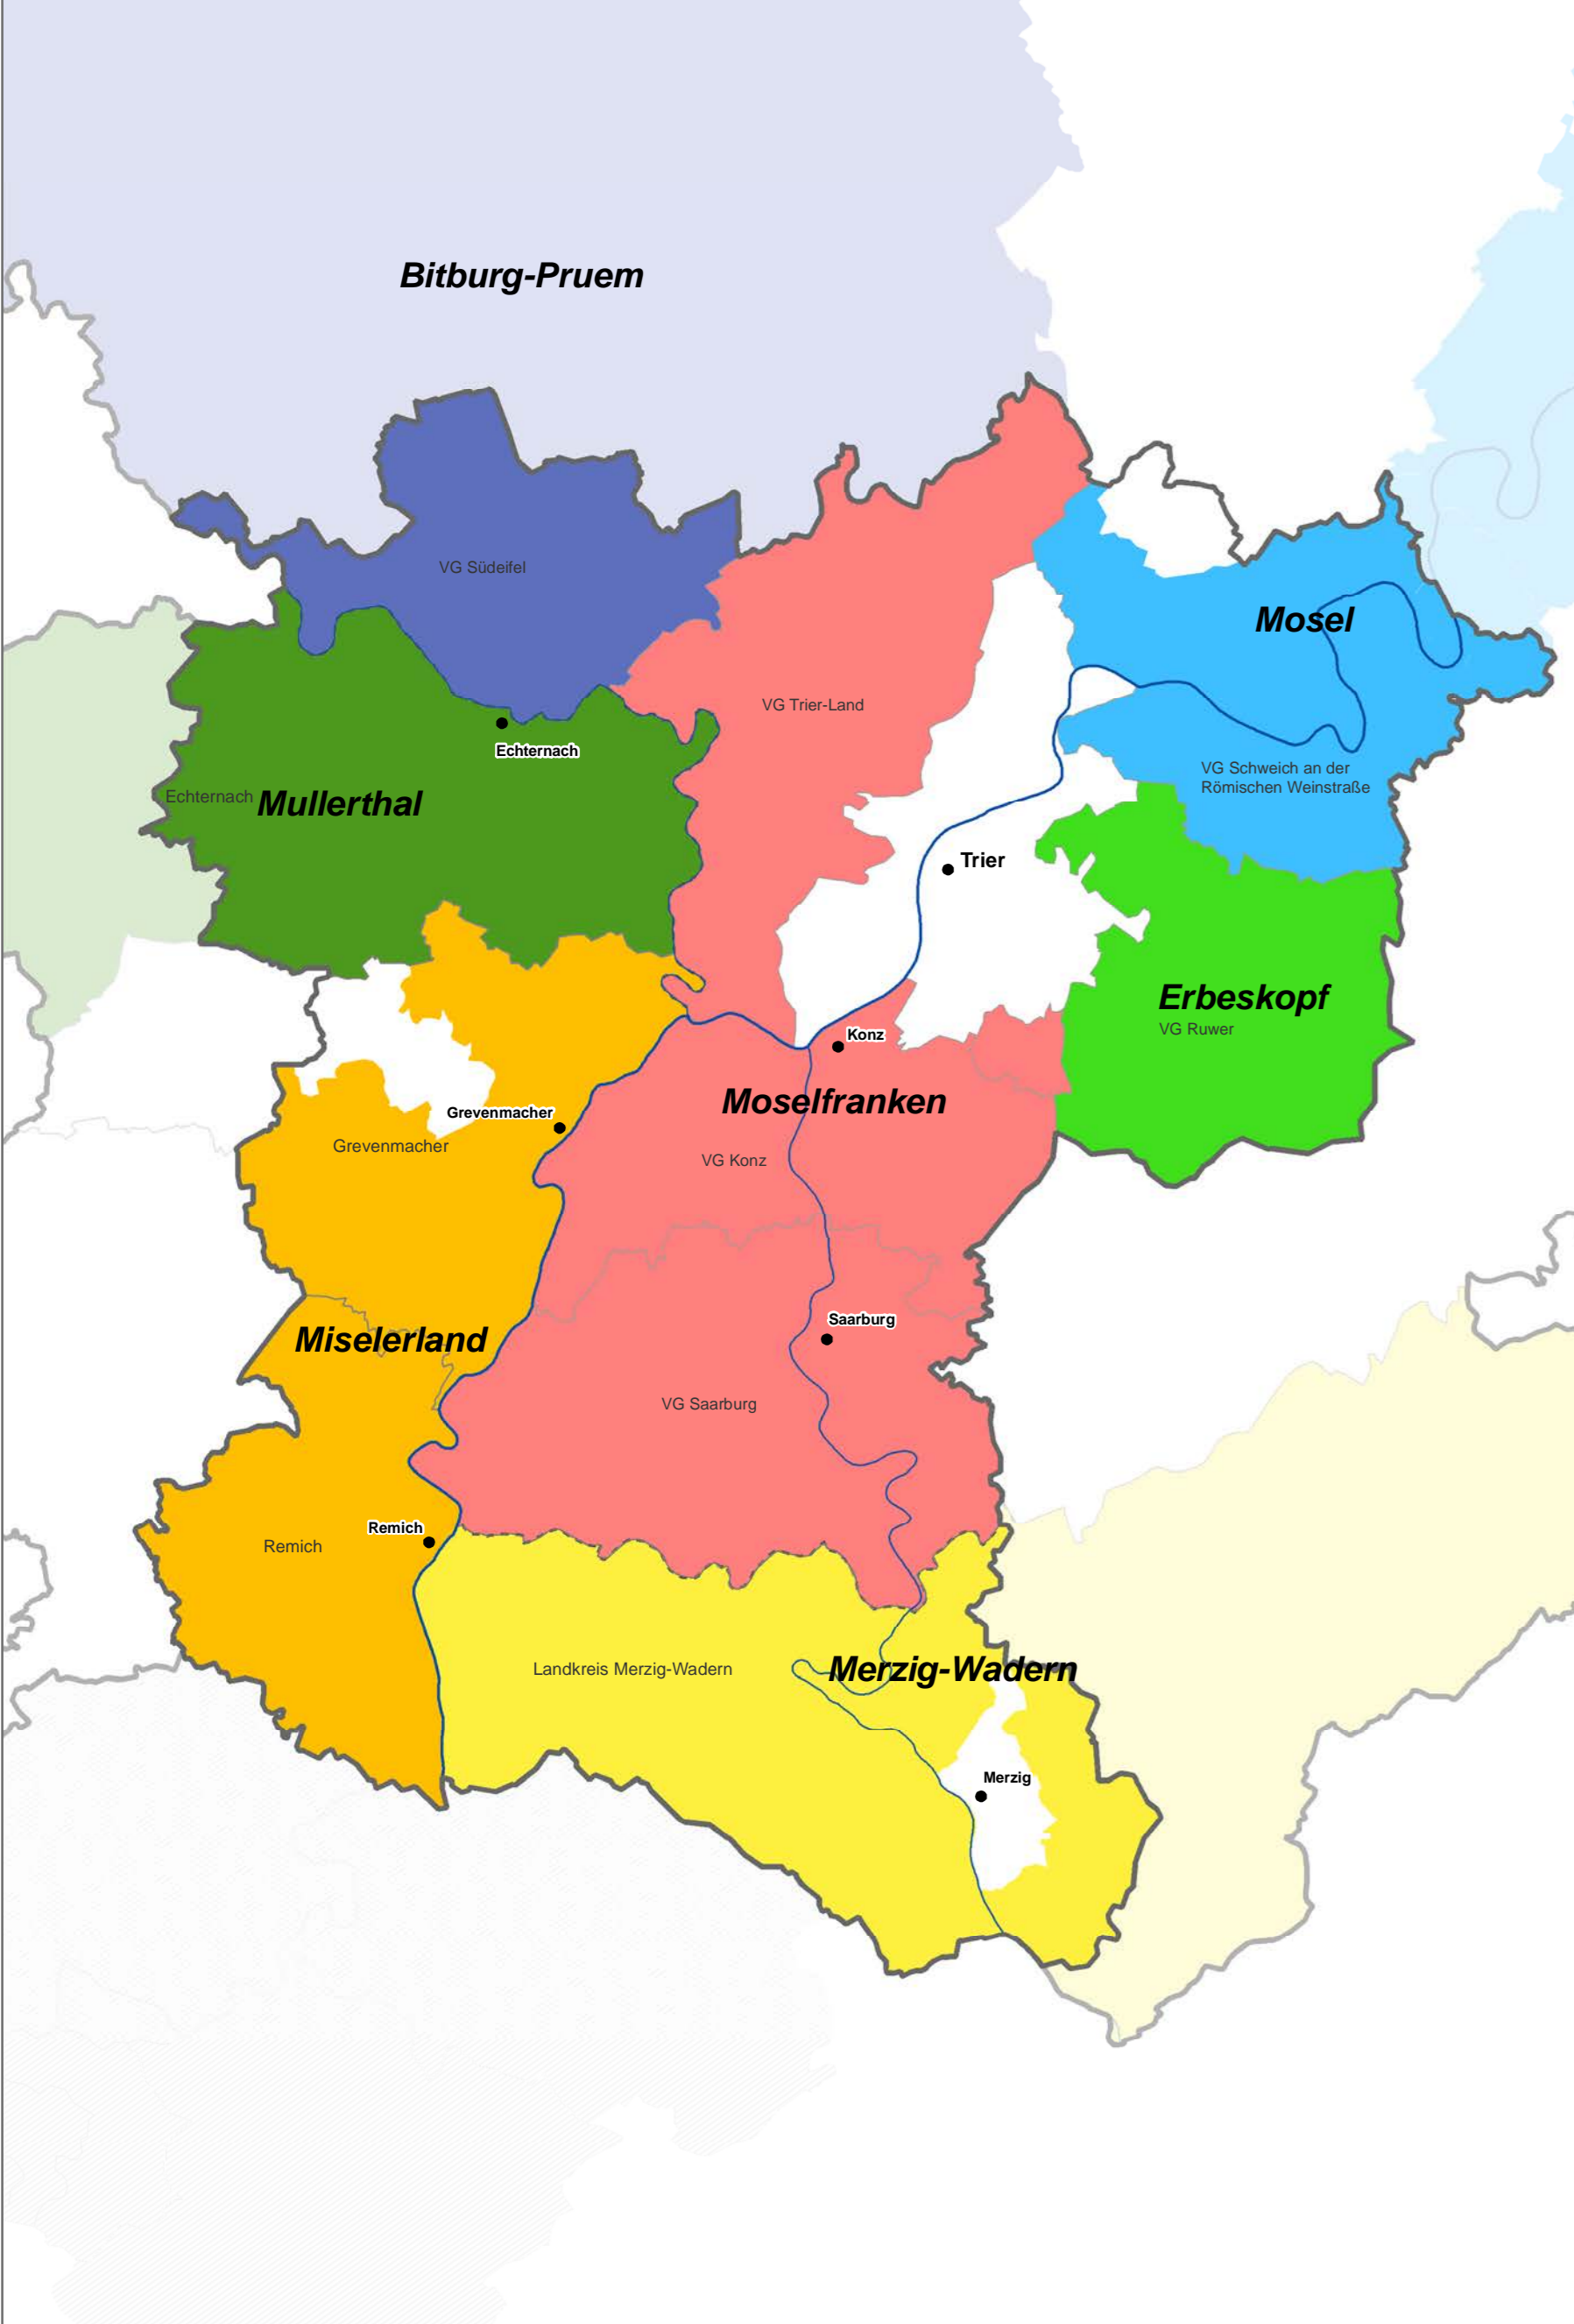 Bitburg-Pruem
VG Südeifel
Mosel
VG Trier-Land
Echternach
VG Schweich an der
Römischen Weinstraße
Echternach
Mullerthal
Trier
Erbeskopf
VG Ruwer
Konz
Moselfranken
Grevenmacher
Grevenmacher
VG Konz
Saarburg
Miselerland
VG Saarburg
Remich
Remich
Landkreis Merzig-Wadern
Merzig-Wadern
Merzig